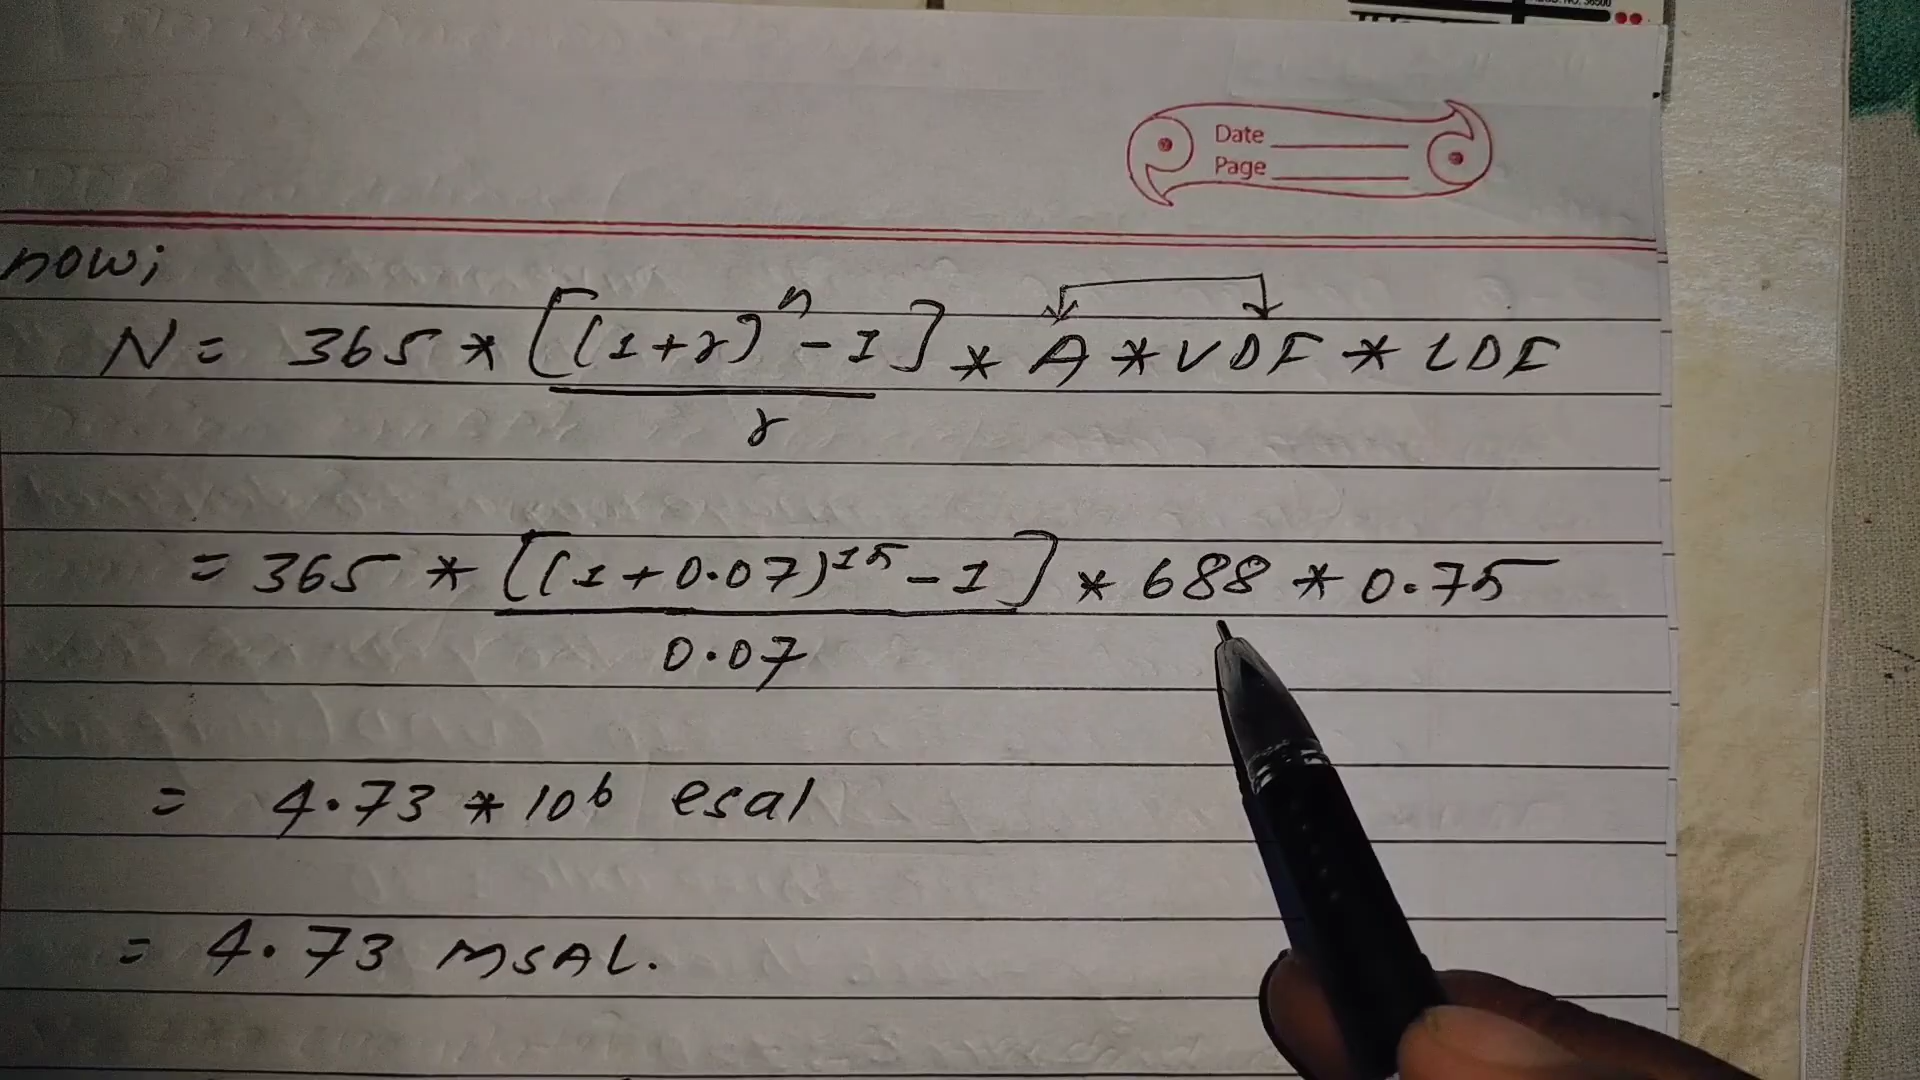 Date
Page
now;
N = 365 * [(1+r)^n - 1] * A * VDF * LDF
r
= 365 * [(1+0.07)^15 - 1] * 688 * 0.75
0.07
= 4.73 * 10^6 esal
= 4.73 MSAL.